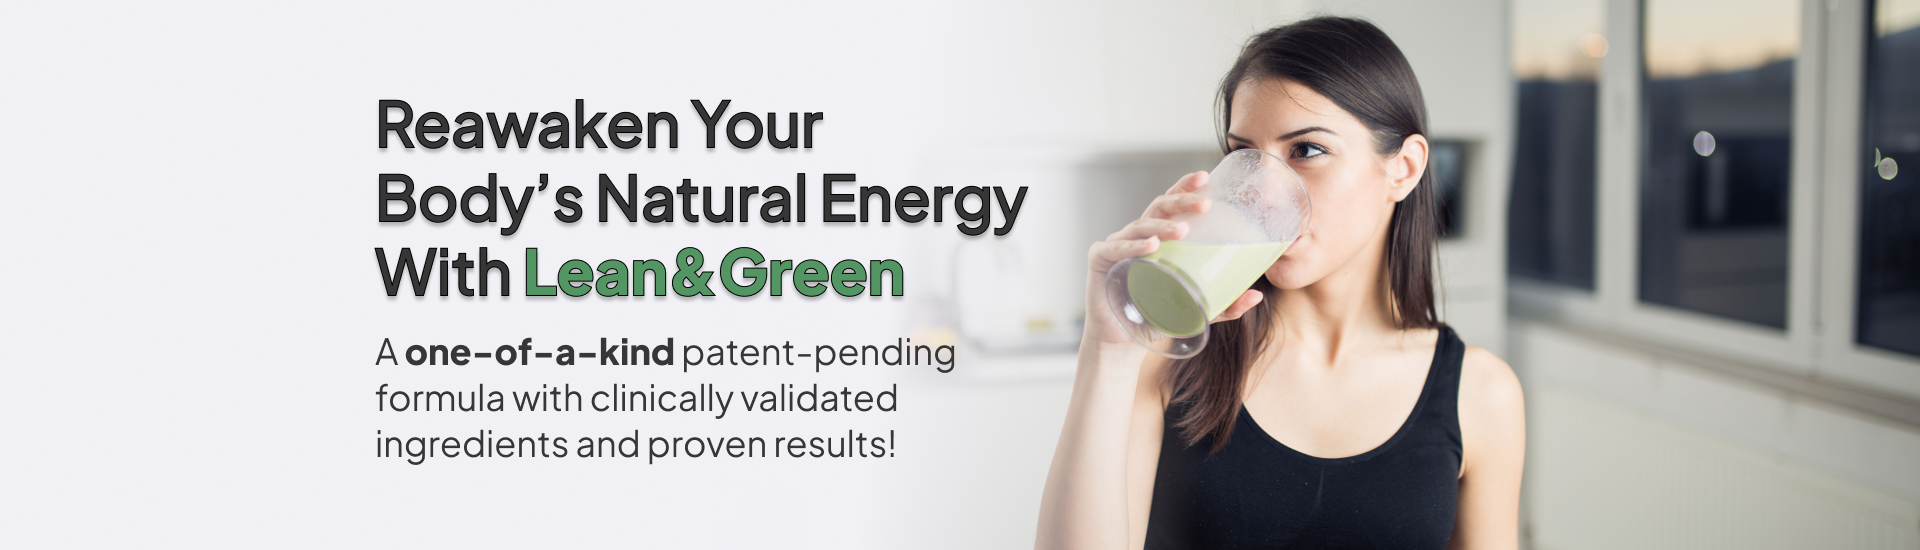 Reawaken Your
Body’s Natural Energy
With Lean&Green
A one-of-a-kind patent-pending
formula with clinically validated
ingredients and proven results!